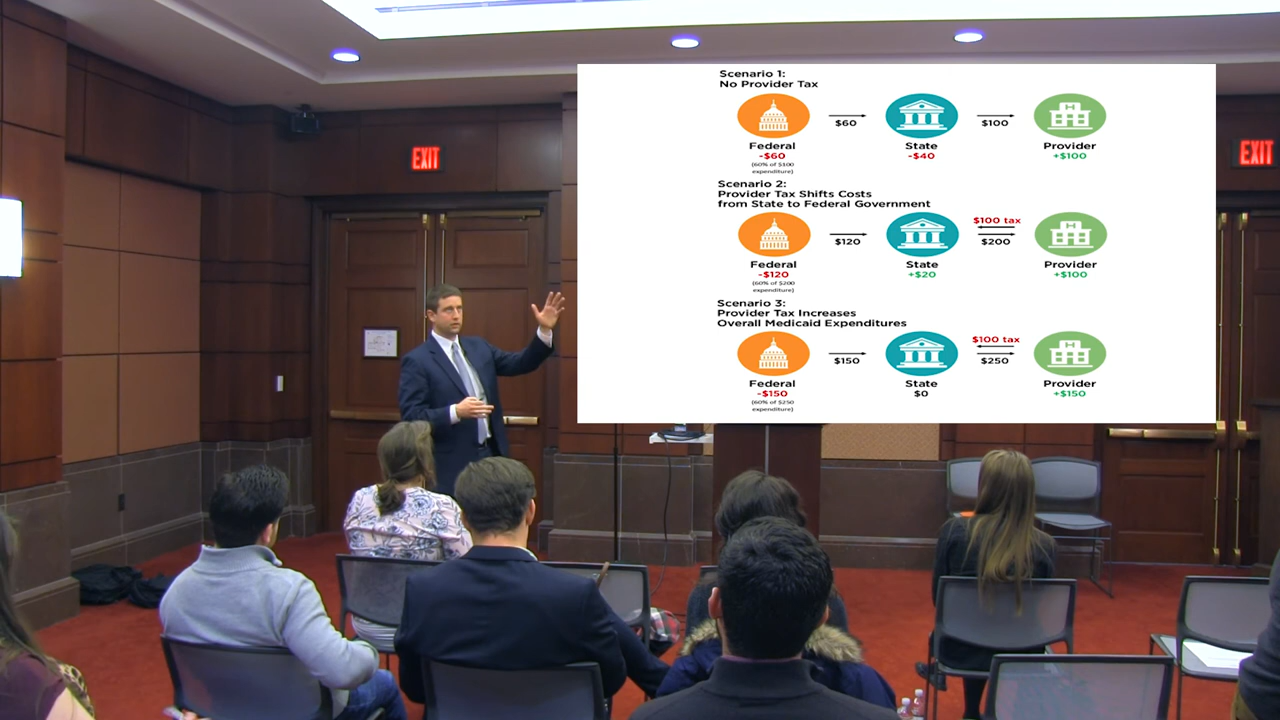 EXIT
EXIT
Scenario 1:
No Provider Tax
$60
$100
Federal
State
Provider
-$60
-$40
+$100
(60% of $100
expenditure)
Scenario 2:
Provider Tax Shifts Costs
from State to Federal Government
$100 tax
$120
$200
Federal
State
Provider
-$120
+$20
+$100
(60% of $200
expenditure)
Scenario 3:
Provider Tax Increases
Overall Medicaid Expenditures
$100 tax
$150
$250
Federal
State
Provider
-$150
$0
+$150
(60% of $250
expenditure)